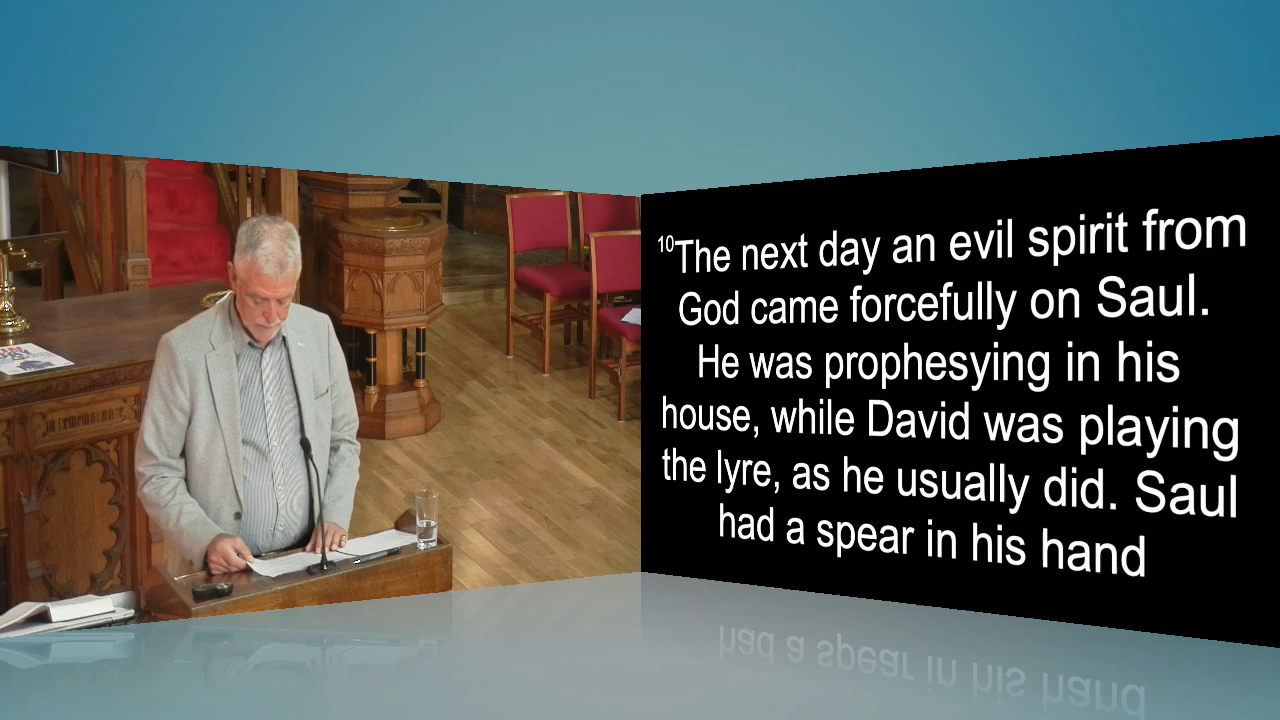 ¹⁰The next day an evil spirit from
God came forcefully on Saul.
He was prophesying in his
house, while David was playing
the lyre, as he usually did. Saul
had a spear in his hand